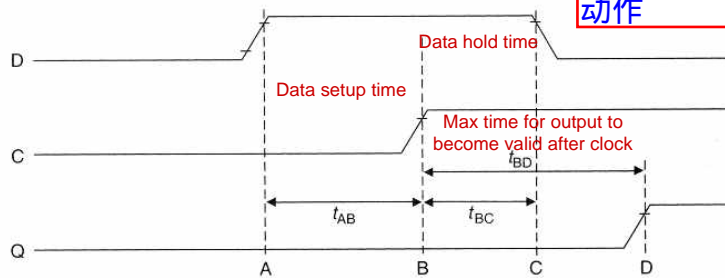 动作
D
Data hold time
Data setup time
C
Max time for output to
become valid after clock
tBD
tAB
tBC
Q
A B C D